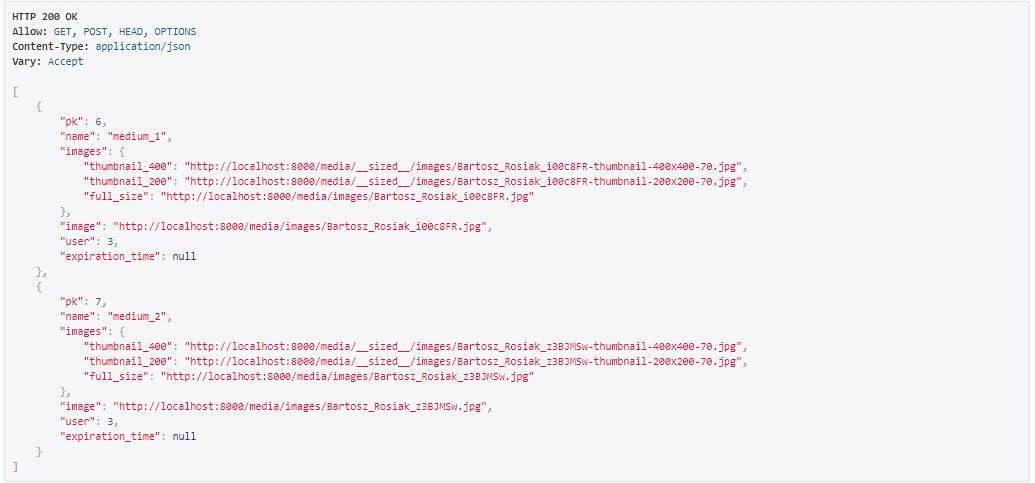 HTTP 200 OK
Allow: GET, POST, HEAD, OPTIONS
Content-Type: application/json
Vary: Accept
[
    {
        "pk": 6,
        "name": "medium_1",
        "images": {
            "thumbnail_400": "http://localhost:8000/media/__sized__/images/Bartosz_Rosiak_i00c8FR-thumbnail-400x400-70.jpg",
            "thumbnail_200": "http://localhost:8000/media/__sized__/images/Bartosz_Rosiak_i00c8FR-thumbnail-200x200-70.jpg",
            "full_size": "http://localhost:8000/media/images/Bartosz_Rosiak_i00c8FR.jpg"
        },
        "image": "http://localhost:8000/media/images/Bartosz_Rosiak_i00c8FR.jpg",
        "user": 3,
        "expiration_time": null
    },
    {
        "pk": 7,
        "name": "medium_2",
        "images": {
            "thumbnail_400": "http://localhost:8000/media/__sized__/images/Bartosz_Rosiak_z3BJMSw-thumbnail-400x400-70.jpg",
            "thumbnail_200": "http://localhost:8000/media/__sized__/images/Bartosz_Rosiak_z3BJMSw-thumbnail-200x200-70.jpg",
            "full_size": "http://localhost:8000/media/images/Bartosz_Rosiak_z3BJMSw.jpg"
        },
        "image": "http://localhost:8000/media/images/Bartosz_Rosiak_z3BJMSw.jpg",
        "user": 3,
        "expiration_time": null
    }
]